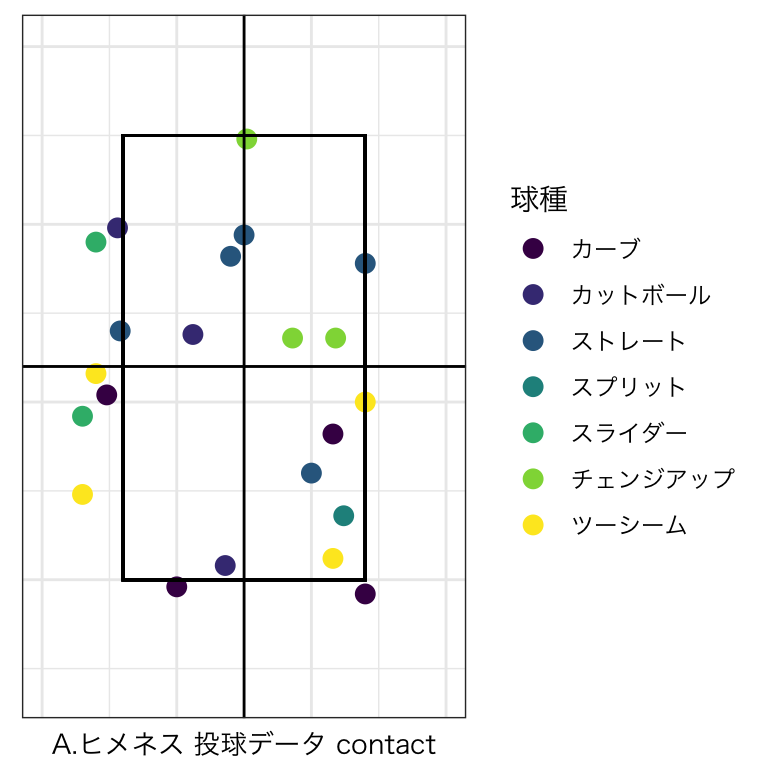 球種
カーブ
カットボール
ストレート
スプリット
スライダー
チェンジアップ
ツーシーム
A.ヒメネス 投球データ contact